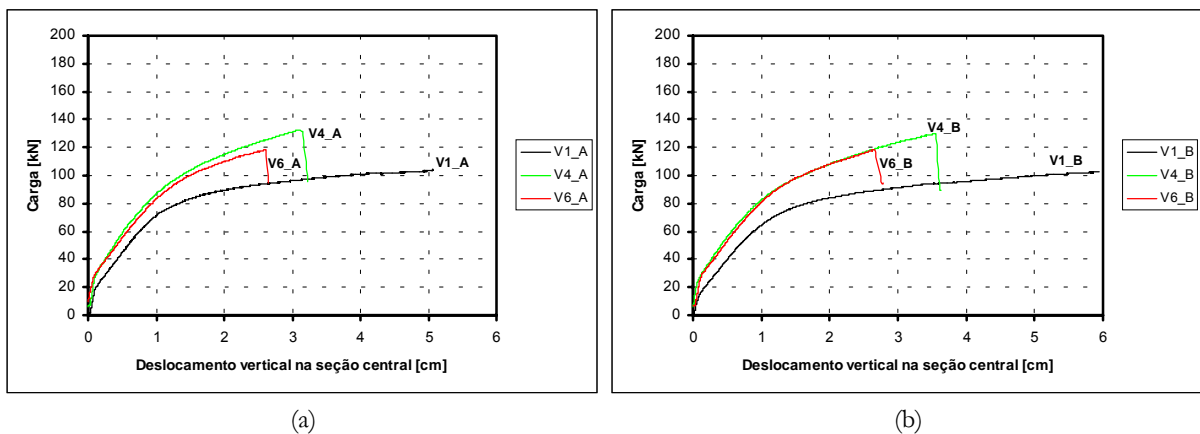 Carga [kN]
200
180
160
140
120
100
80
60
40
20
0
V4_A
V6_A
V1_A
0 1 2 3 4 5 6
Deslocamento vertical na seção central [cm]
V1_A
V4_A
V6_A
(a)
Carga [kN]
200
180
160
140
120
100
80
60
40
20
0
V4_B
V6_B
V1_B
0 1 2 3 4 5 6
Deslocamento vertical na seção central [cm]
V1_B
V4_B
V6_B
(b)